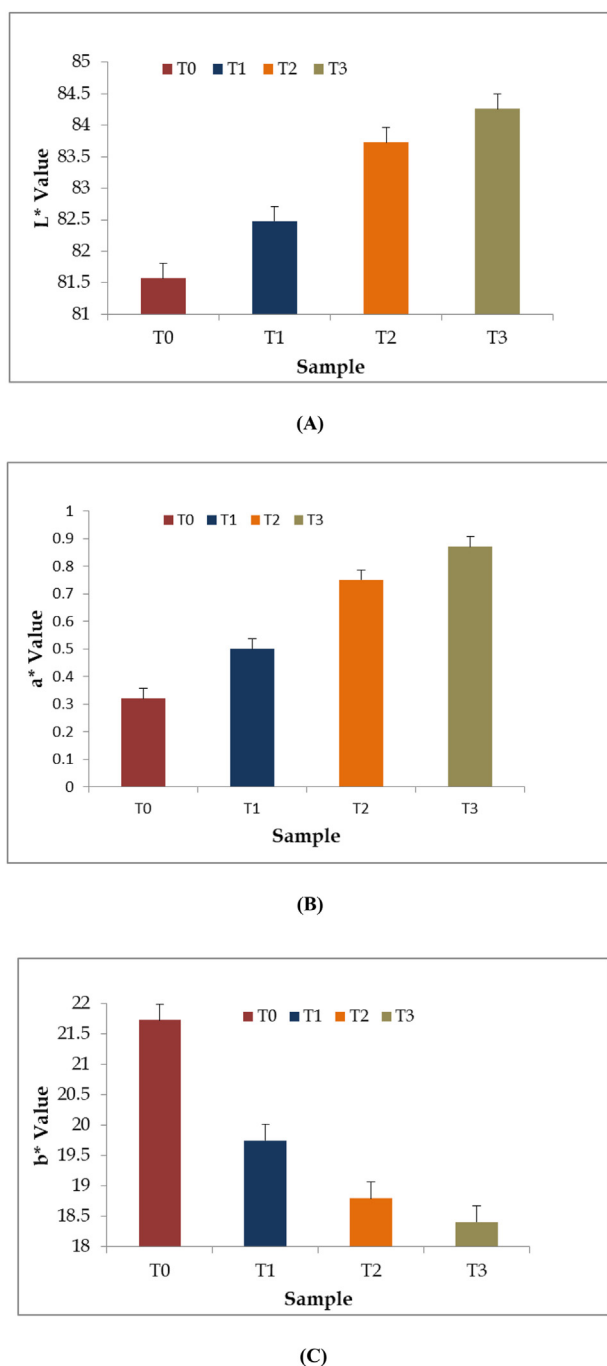 85
84.5
84
83.5
83
82.5
82
81.5
81
L* Value
T0 T1 T2 T3
T0 T1 T2 T3
Sample
(A)
1
0.9
0.8
0.7
0.6
0.5
0.4
0.3
0.2
0.1
0
a* Value
T0 T1 T2 T3
T0 T1 T2 T3
Sample
(B)
22
21.5
21
20.5
20
19.5
19
18.5
18
b* Value
T0 T1 T2 T3
T0 T1 T2 T3
Sample
(C)